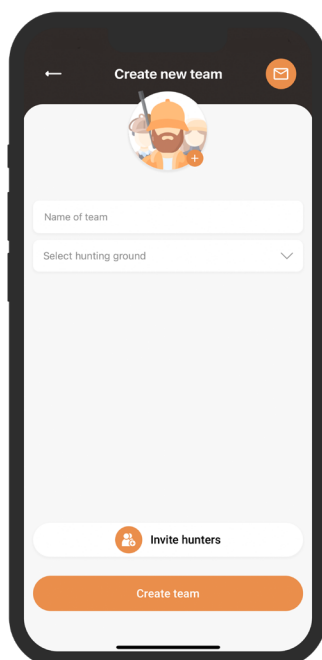 Create new team
Name of team
Select hunting ground
Invite hunters
Create team